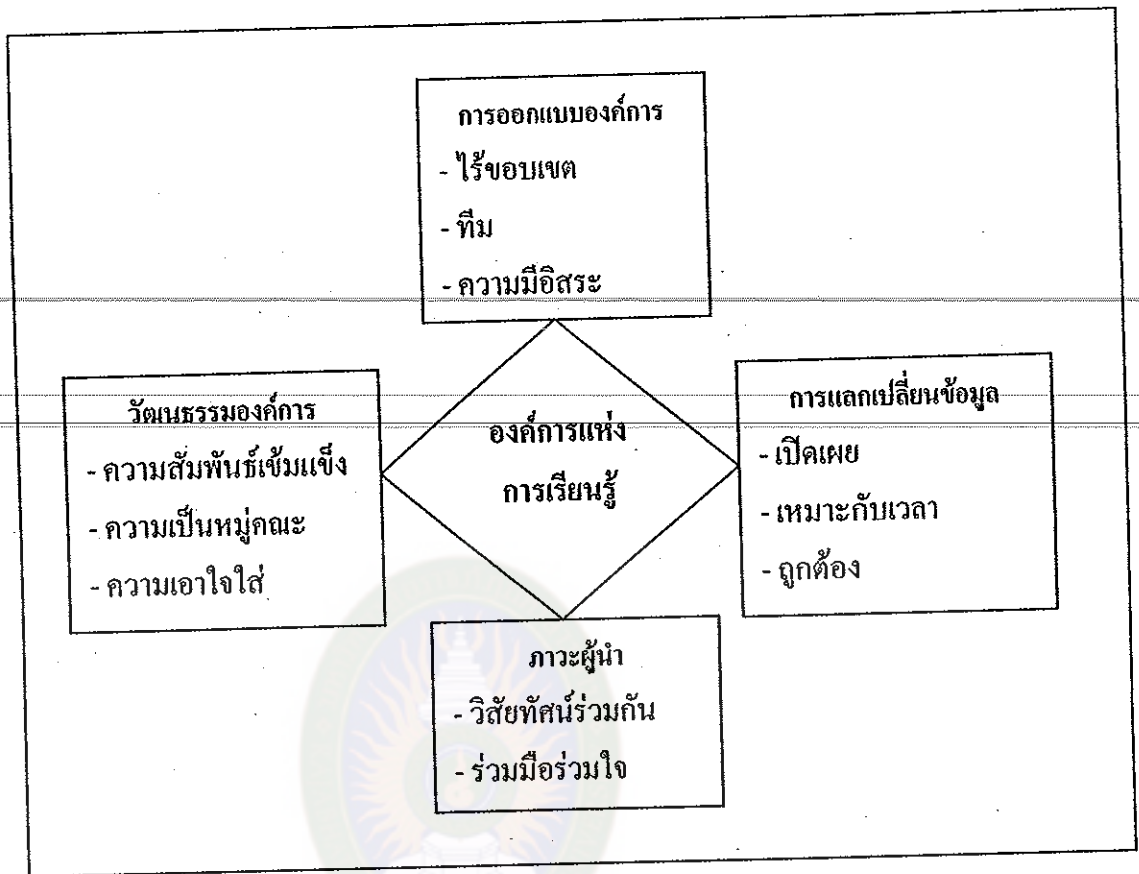 การออกแบบองค์การ
- ไร้ขอบเขต
- ทีม
- ความมีอิสระ
วัฒนธรรมองค์การ
- ความสัมพันธ์เข้มแข็ง
- ความเป็นหมู่คณะ
- ความเอาใจใส่
องค์การแห่ง
การเรียนรู้
การแลกเปลี่ยนข้อมูล
- เปิดเผย
- เหมาะกับเวลา
- ถูกต้อง
ภาวะผู้นำ
- วิสัยทัศน์ร่วมกัน
- ร่วมมือร่วมใจ